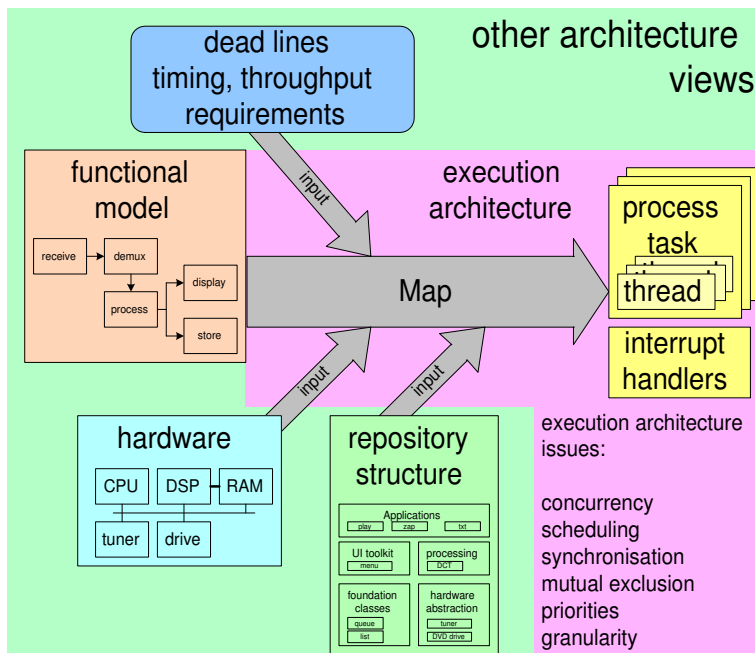 dead lines
timing, throughput
requirements
other architecture
views
functional
model
receive
demux
process
display
store
input
execution
architecture
Map
process
task
thread
interrupt
handlers
input
input
hardware
CPU
DSP
RAM
tuner
drive
repository
structure
Applications
play
zap
txt
UI toolkit
menu
processing
DCT
foundation
classes
queue
list
hardware
abstraction
tuner
DVD drive
execution architecture
issues:
concurrency
scheduling
synchronisation
mutual exclusion
priorities
granularity